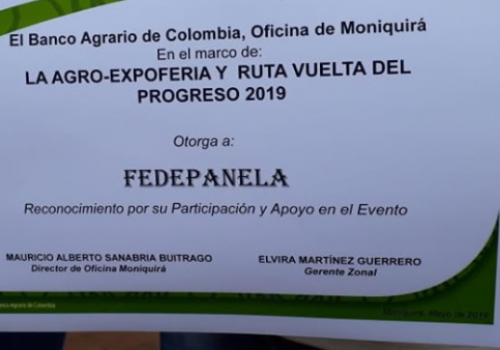 El Banco Agrario de Colombia, Oficina de Moniquirá
En el marco de:
LA AGRO-EXPOFERIA Y RUTA VUELTA DEL
PROGRESO 2019
Otorga a:
FEDEPANELA
Reconocimiento por su Participación y Apoyo en el Evento
MAURICIO ALBERTO SANABRIA BUITRAGO
Director de Oficina Moniquirá
ELVIRA MARTÍNEZ GUERRERO
Gerente Zonal
Agrario de Colombia
Moniquirá, Mayo de 2019